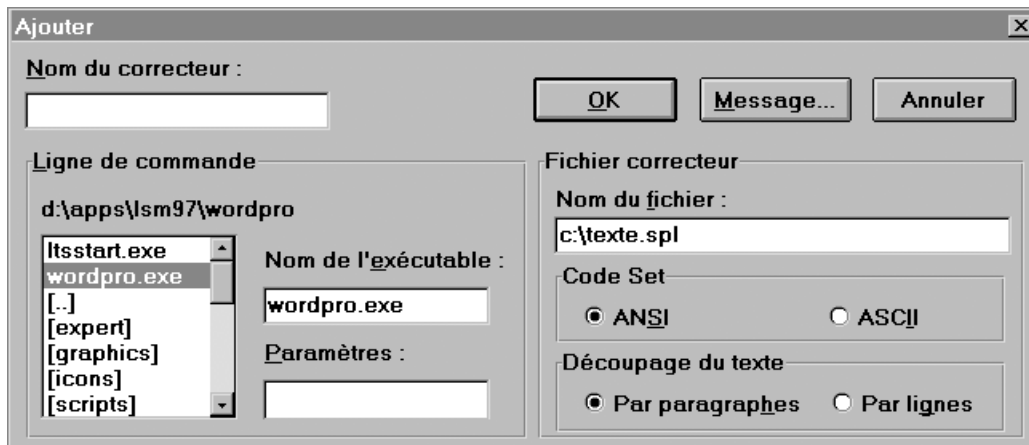 Ajouter
Nom du correcteur :
OK
Message...
Annuler
Ligne de commande
d:\apps\lsm97\wordpro
ltsstart.exe
wordpro.exe
[..]
[expert]
[graphics]
[icons]
[scripts]
Nom de l'exécutable :
wordpro.exe
Paramètres :
Fichier correcteur
Nom du fichier :
c:\texte.spl
Code Set
ANSI
ASCII
Découpage du texte
Par paragraphes
Par lignes